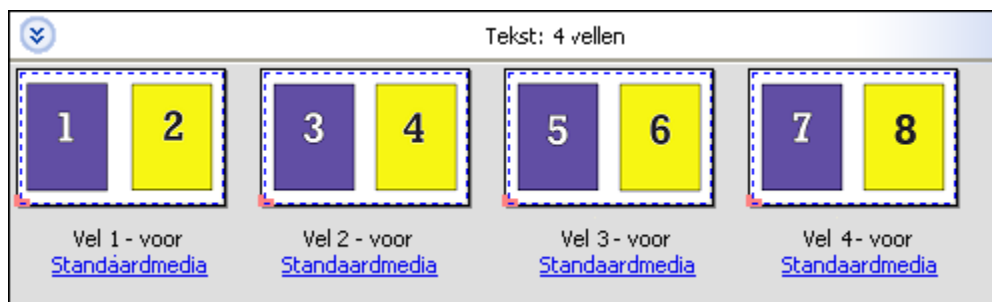 Tekst: 4 vellen
1 2 3 4 5 6 7 8
Vel 1 - voor Vel 2 - voor Vel 3 - voor Vel 4 - voor
Standaardmedia Standaardmedia Standaardmedia Standaardmedia